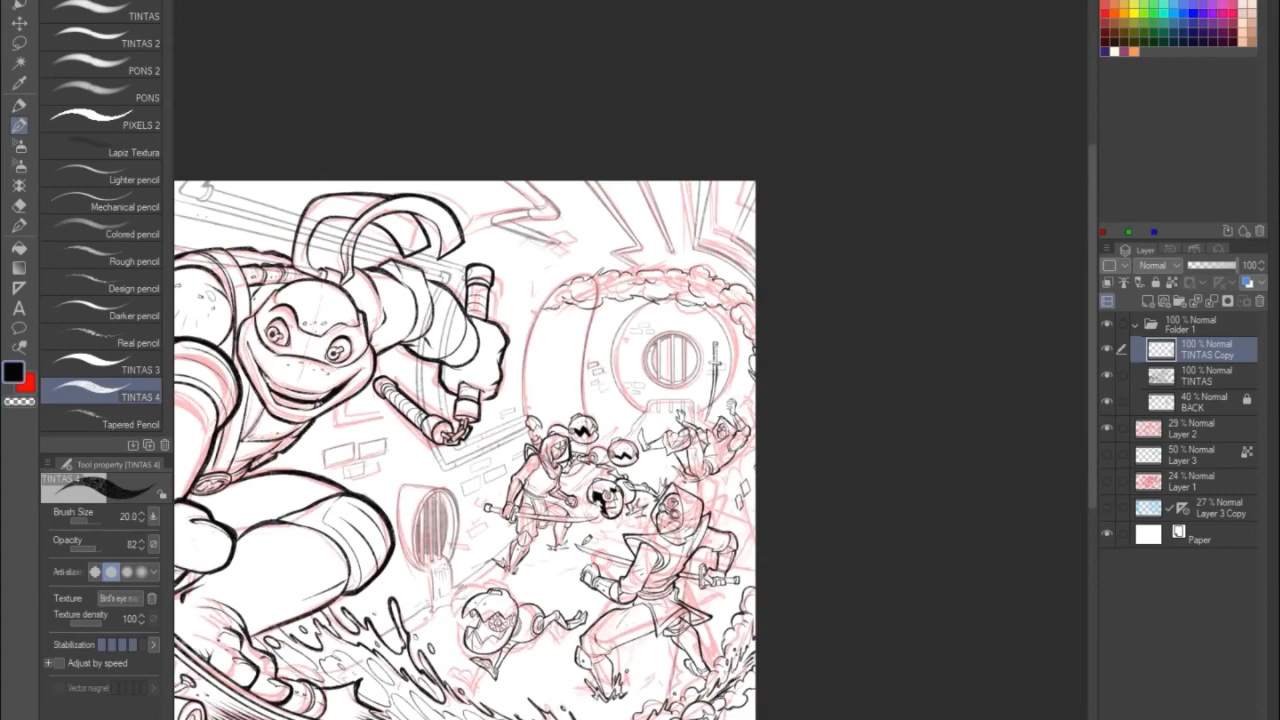 TINTAS
TINTAS 2
PONS 2
PONS
PIXELS 2
Lapiz Textura
Lighter pencil
Mechanical pencil
Colored pencil
Rough pencil
Design pencil
Darker pencil
Real pencil
TINTAS 3
TINTAS 4
Tapered Pencil
Tool property [TINTAS 4]
TINTAS 4
Brush Size
20.0
Opacity
82
Texture
Texture density
100
Stabilization
Adjust by speed
Vector magnet
Layer
Normal
100
100 % Normal
Folder 1
100 % Normal
TINTAS Copy
100 % Normal
TINTAS
40 % Normal
BACK
29 % Normal
Layer 2
50 % Normal
Layer 3
24 % Normal
Layer 1
27 % Normal
Layer 3 Copy
Paper